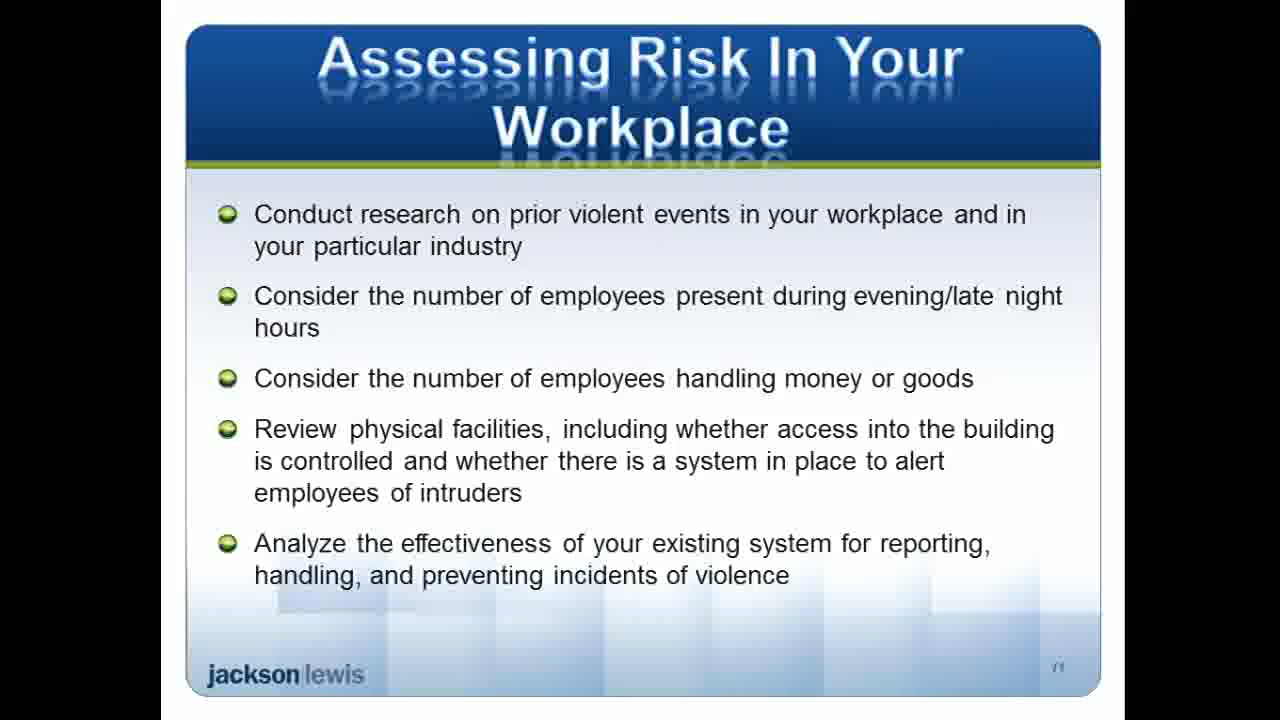 Assessing Risk In Your
Workplace
Conduct research on prior violent events in your workplace and in
your particular industry
Consider the number of employees present during evening/late night
hours
Consider the number of employees handling money or goods
Review physical facilities, including whether access into the building
is controlled and whether there is a system in place to alert
employees of intruders
Analyze the effectiveness of your existing system for reporting,
handling, and preventing incidents of violence
jackson lewis